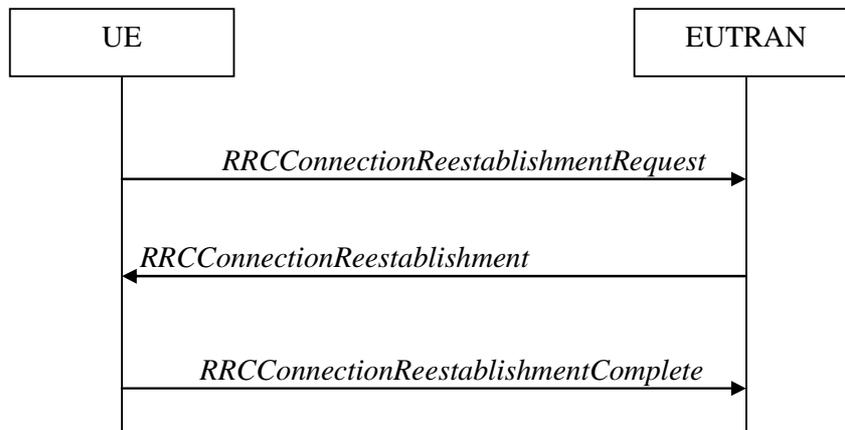 UE
EUTRAN
RRCConnectionReestablishmentRequest
RRCConnectionReestablishment
RRCConnectionReestablishmentComplete